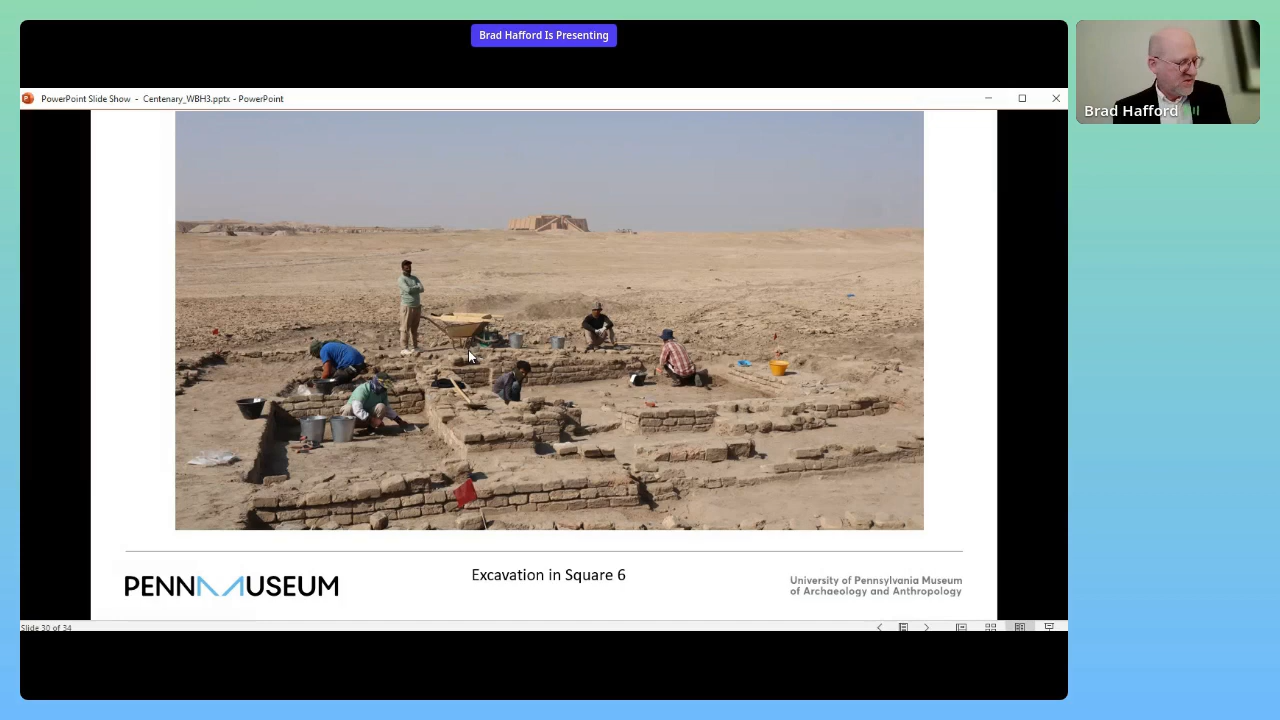 Brad Hafford Is Presenting
PowerPoint Slide Show - Centenary_WBH3.pptx - PowerPoint
Brad Hafford
PENN MUSEUM
Excavation in Square 6
University of Pennsylvania Museum
of Archaeology and Anthropology
Slide 30 of 34